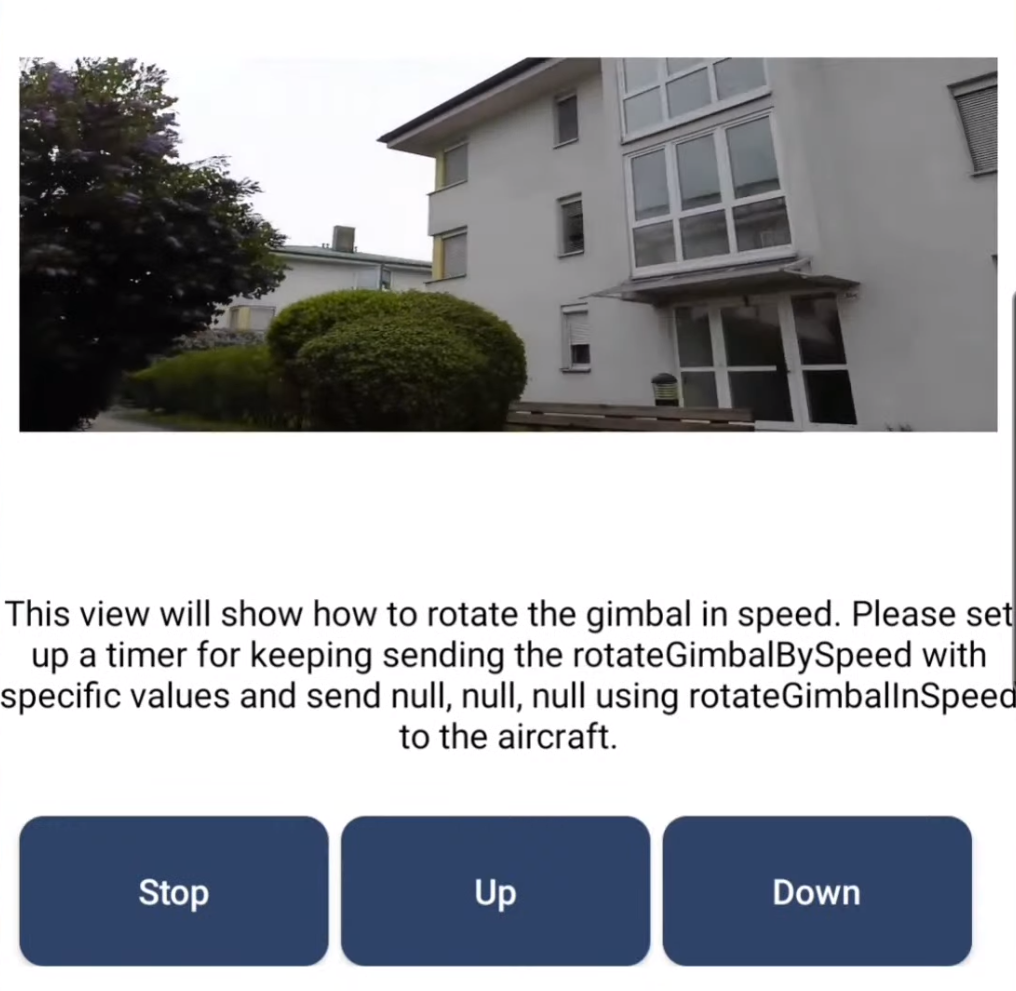 This view will show how to rotate the gimbal in speed. Please set
up a timer for keeping sending the rotateGimbalBySpeed with
specific values and send null, null, null using rotateGimbalInSpeed
to the aircraft.
Stop
Up
Down